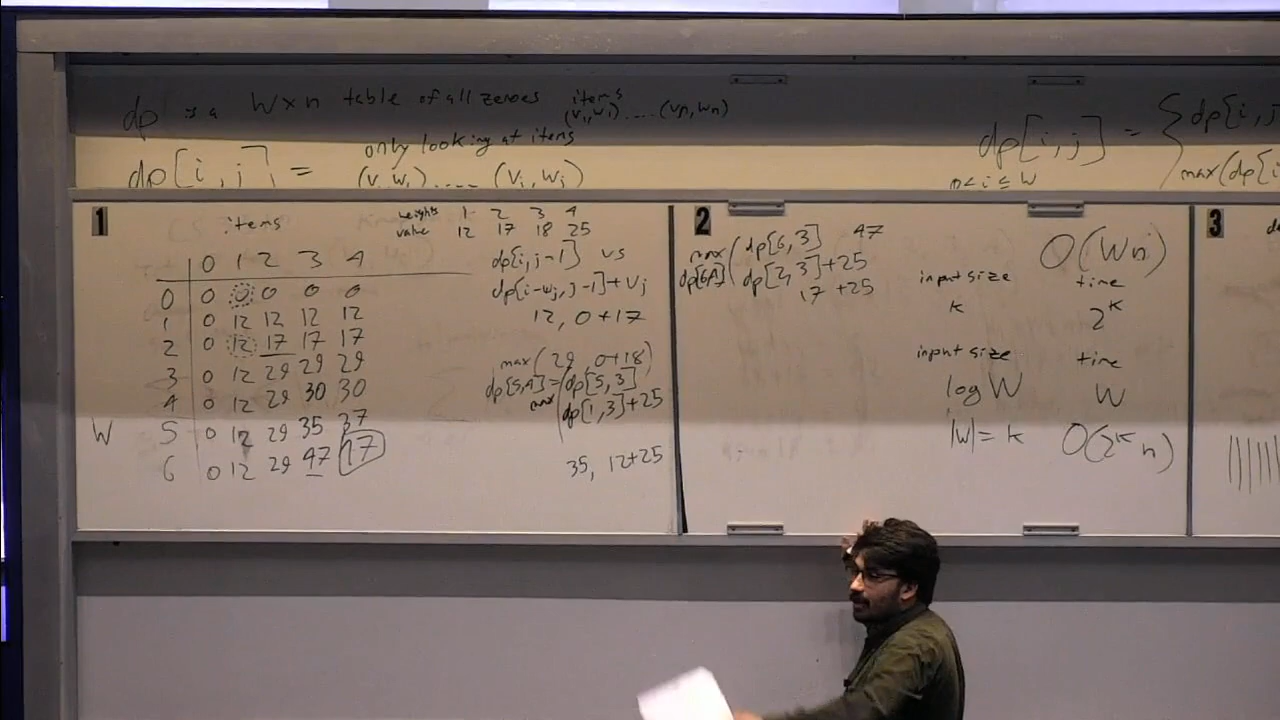 dp is a W×n table of all zeroes items
(v₁,w₁)....(vₙ,wₙ)
only looking at items
dp[i,j] = (v₁w₁)....(vⱼ,wⱼ)
dp[i,j] = { dp[i,j
0<i≤W
max(dp[i
1
items
weights 1 2 3 4
value 12 17 18 25
0 1 2 3 4
0 0 0 0 0 0
1 0 12 12 12 12
2 0 12 17 17 17
3 0 12 29 29 29
4 0 12 29 30 30
W 5 0 12 29 35 37
6 0 12 29 47 47
dp[i,j-1] vs
dp[i-wⱼ,j-1]+vⱼ
12, 0+17
max(29 0+18)
dp[5,4] = dp[5,3]
max dp[1,3]+25
35, 12+25
2
max( dp[6,3] 47
dp[6,4] dp[2,3]+25
17 +25
O(Wn)
input size time
k 2ᵏ
input size time
log W W
|W|= k O(2ᵏ n)
3